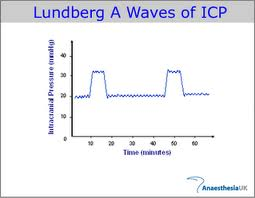 Lundberg A Waves of ICP
Intracranial Pressure (mmHg)
40
30
20
10
0
10 20 30 40 50 60
Time (minutes)
AnaesthesiaUK